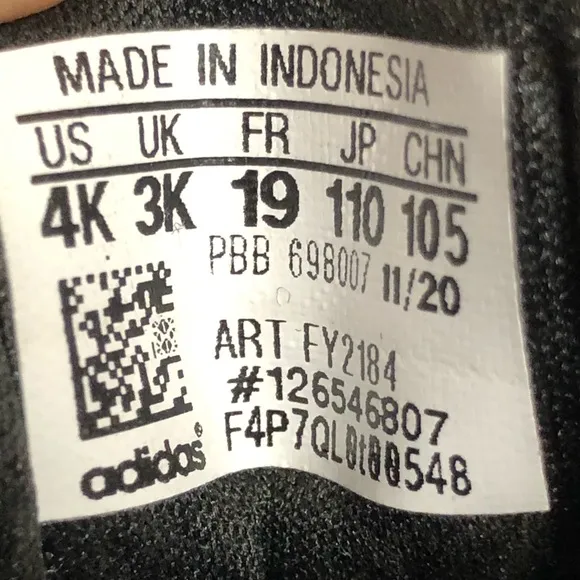 MADE IN INDONESIA
US UK FR JP CHN
4K 3K 19 110 105
PBB 698007 11/20
ART FY2184
#126546807
adidas®